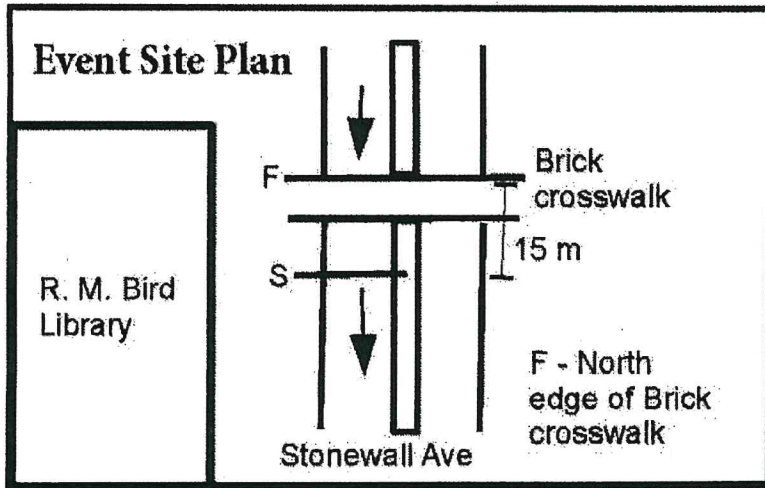 Event Site Plan
F
Brick
crosswalk
15 m
S
R. M. Bird
Library
F - North
edge of Brick
crosswalk
Stonewall Ave